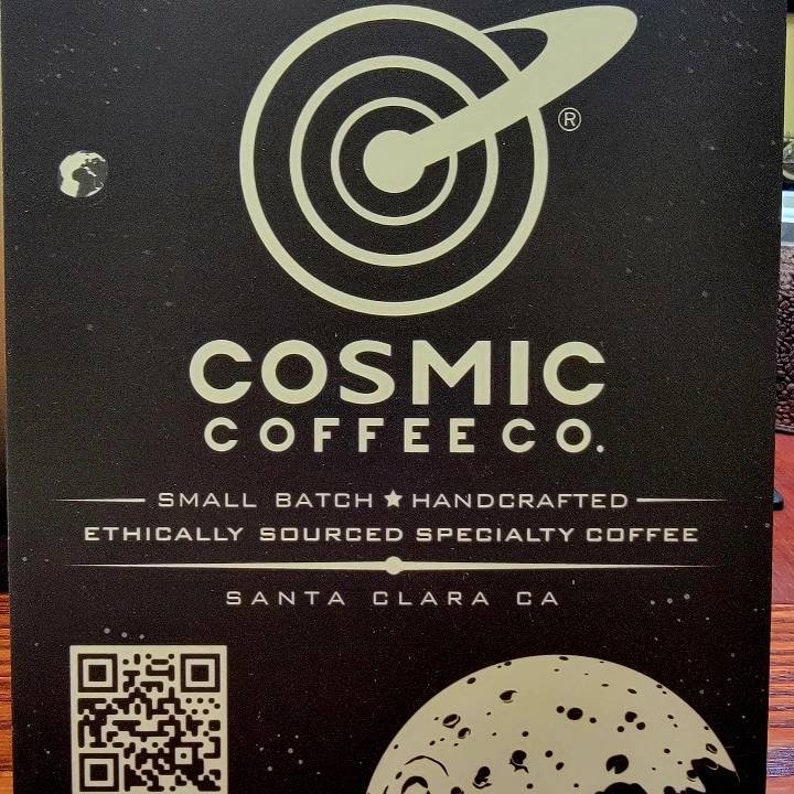 ®
COSMIC
COFFEE CO.
SMALL BATCH ★ HANDCRAFTED
ETHICALLY SOURCED SPECIALTY COFFEE
SANTA CLARA CA